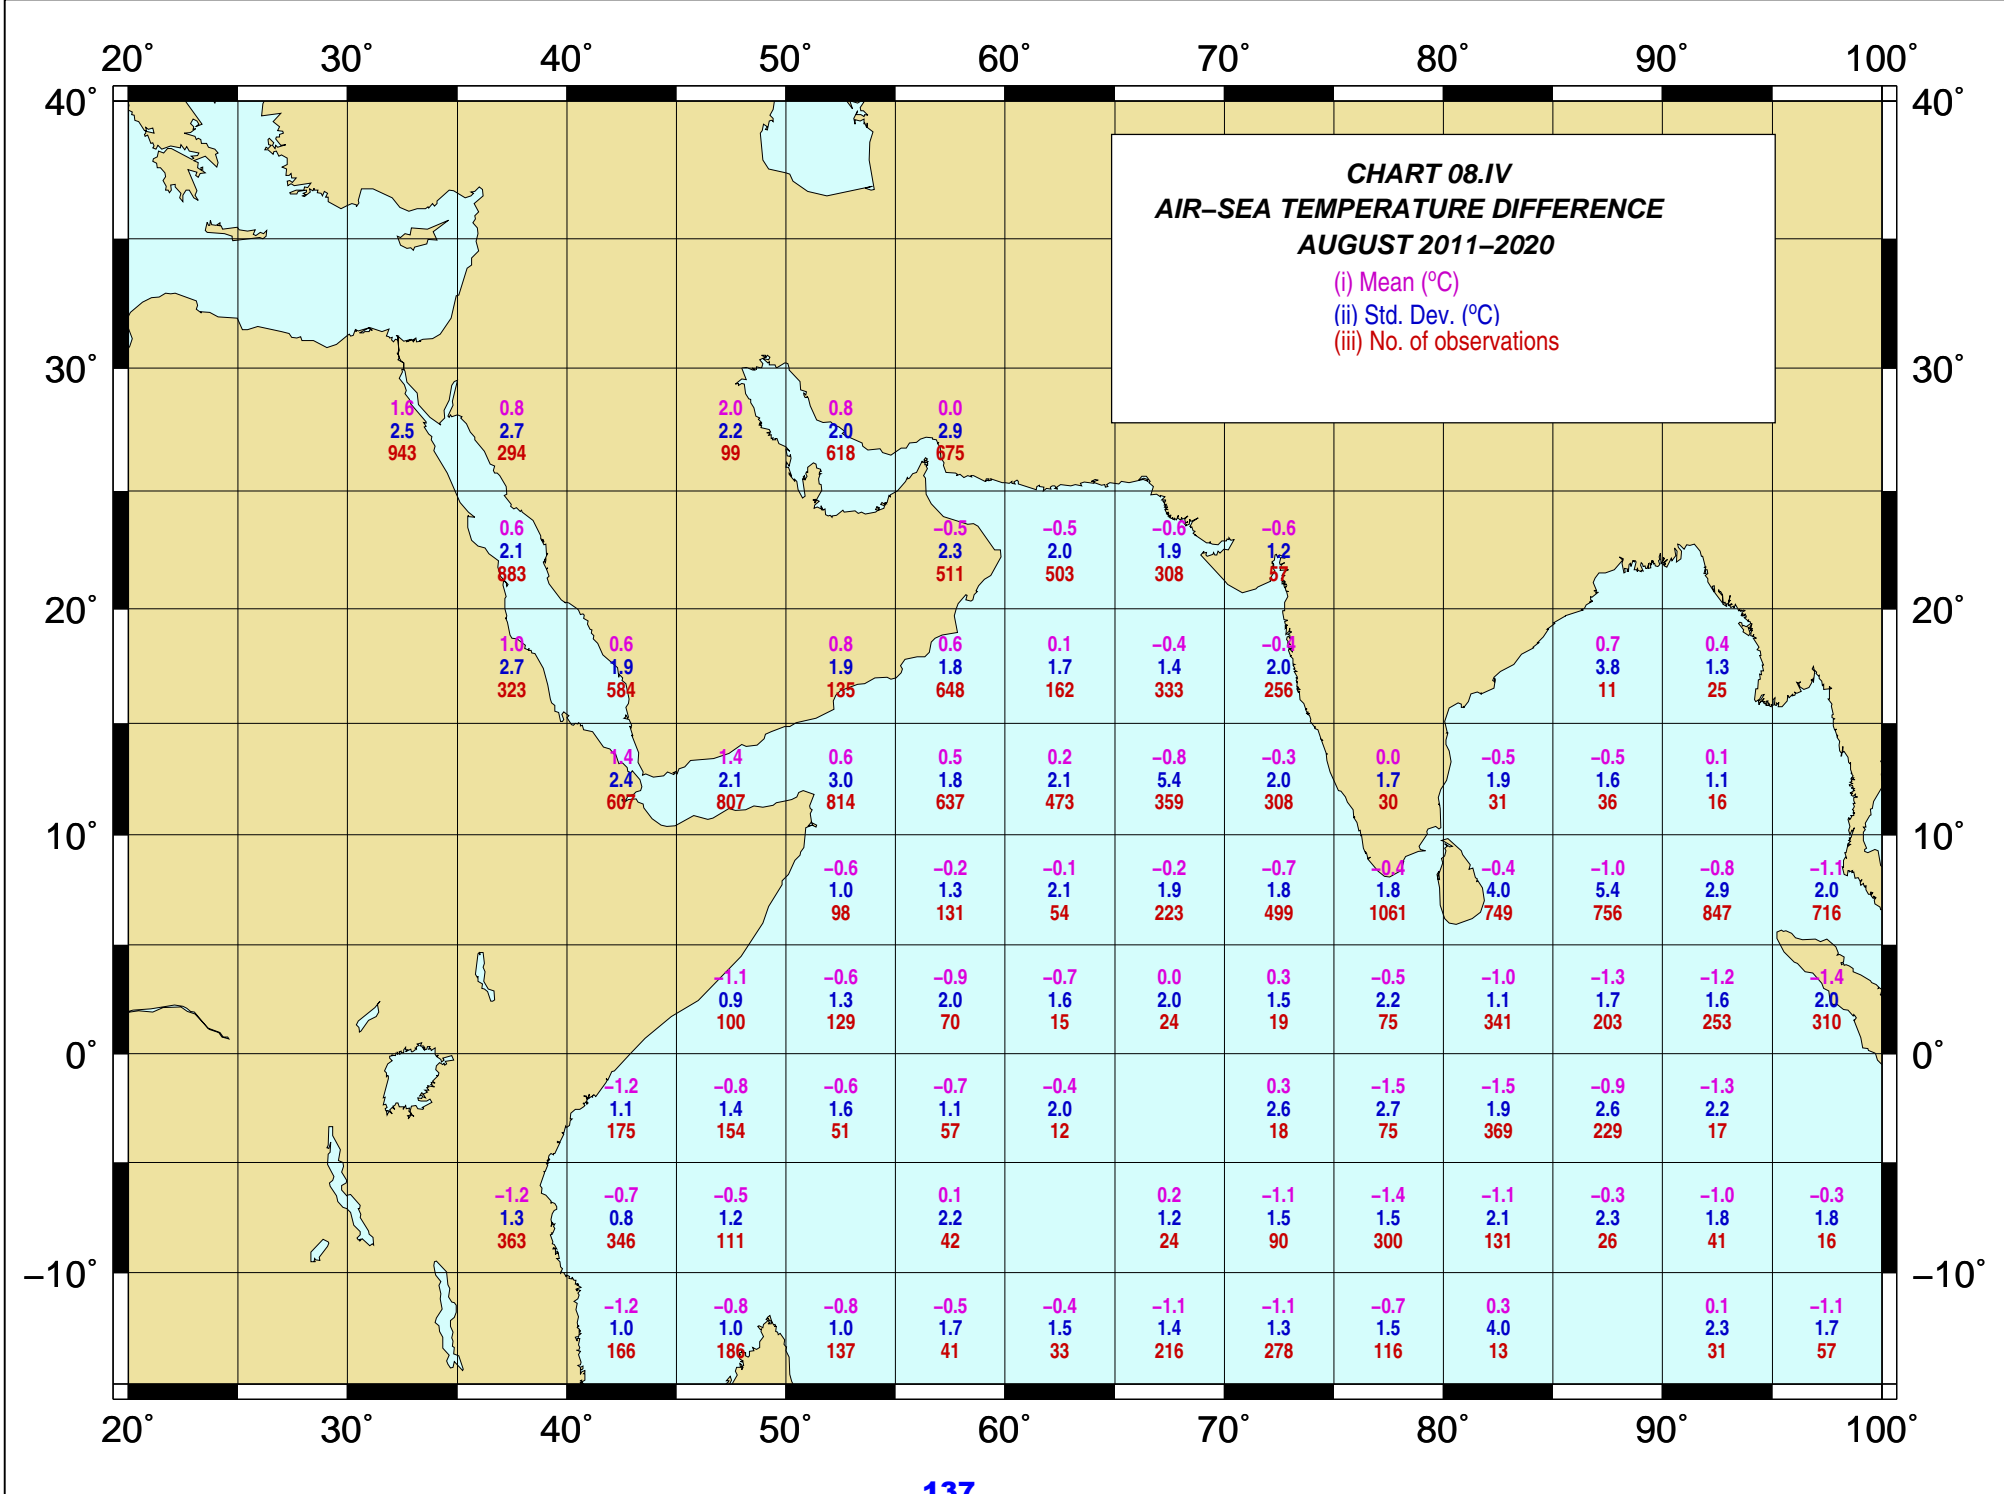 20° 30° 40° 50° 60° 70° 80° 90° 100°
40° 40°
CHART 08.IV
AIR–SEA TEMPERATURE DIFFERENCE
AUGUST 2011–2020
(i) Mean (°C)
(ii) Std. Dev. (°C)
(iii) No. of observations
30° 30°
1.6 0.8 2.0 0.8 0.0
2.5 2.7 2.2 2.0 2.9
943 294 99 618 675
0.6 –0.5 –0.5 –0.6 –0.6
2.1 2.3 2.0 1.9 1.2
883 511 503 308 57
20° 20°
1.0 0.6 0.8 0.6 0.1 –0.4 –0.4 0.7 0.4
2.7 1.9 1.9 1.8 1.7 1.4 2.0 3.8 1.3
323 584 135 648 162 333 256 11 25
1.4 1.4 0.6 0.5 0.2 –0.8 –0.3 0.0 –0.5 –0.5 0.1
2.4 2.1 3.0 1.8 2.1 5.4 2.0 1.7 1.9 1.6 1.1
607 807 814 637 473 359 308 30 31 36 16
10° 10°
–0.6 –0.2 –0.1 –0.2 –0.7 –0.4 –0.4 –1.0 –0.8 –1.1
1.0 1.3 2.1 1.9 1.8 1.8 4.0 5.4 2.9 2.0
98 131 54 223 499 1061 749 756 847 716
–1.1 –0.6 –0.9 –0.7 0.0 0.3 –0.5 –1.0 –1.3 –1.2 –1.4
0.9 1.3 2.0 1.6 2.0 1.5 2.2 1.1 1.7 1.6 2.0
100 129 70 15 24 19 75 341 203 253 310
0° 0°
–1.2 –0.8 –0.6 –0.7 –0.4 0.3 –1.5 –1.5 –0.9 –1.3
1.1 1.4 1.6 1.1 2.0 2.6 2.7 1.9 2.6 2.2
175 154 51 57 12 18 75 369 229 17
–1.2 –0.7 –0.5 0.1 0.2 –1.1 –1.4 –1.1 –0.3 –1.0 –0.3
1.3 0.8 1.2 2.2 1.2 1.5 1.5 2.1 2.3 1.8 1.8
363 346 111 42 24 90 300 131 26 41 16
–10° –10°
–1.2 –0.8 –0.8 –0.5 –0.4 –1.1 –1.1 –0.7 0.3 0.1 –1.1
1.0 1.0 1.0 1.7 1.5 1.4 1.3 1.5 4.0 2.3 1.7
166 186 137 41 33 216 278 116 13 31 57
20° 30° 40° 50° 60° 70° 80° 90° 100°
137